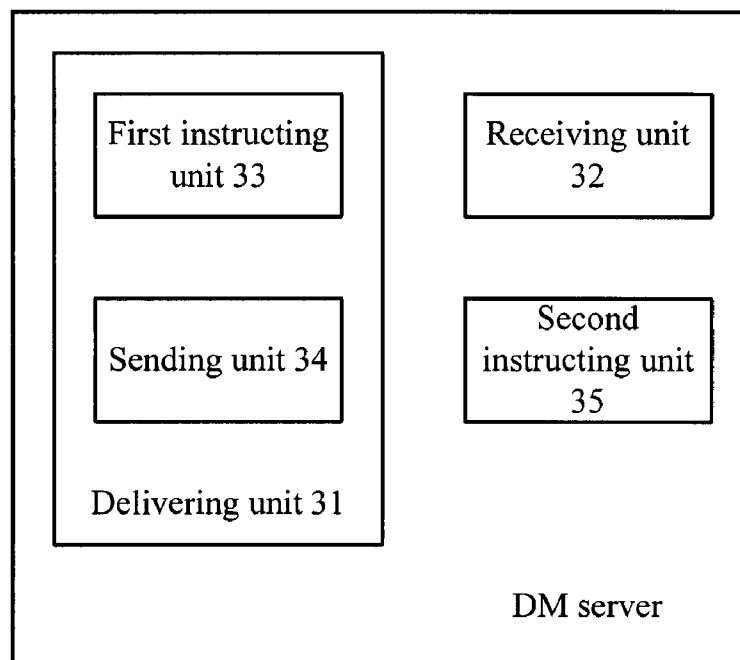 First instructing
unit 33
Receiving unit
32
Sending unit 34
Second
instructing unit
35
Delivering unit 31
DM server